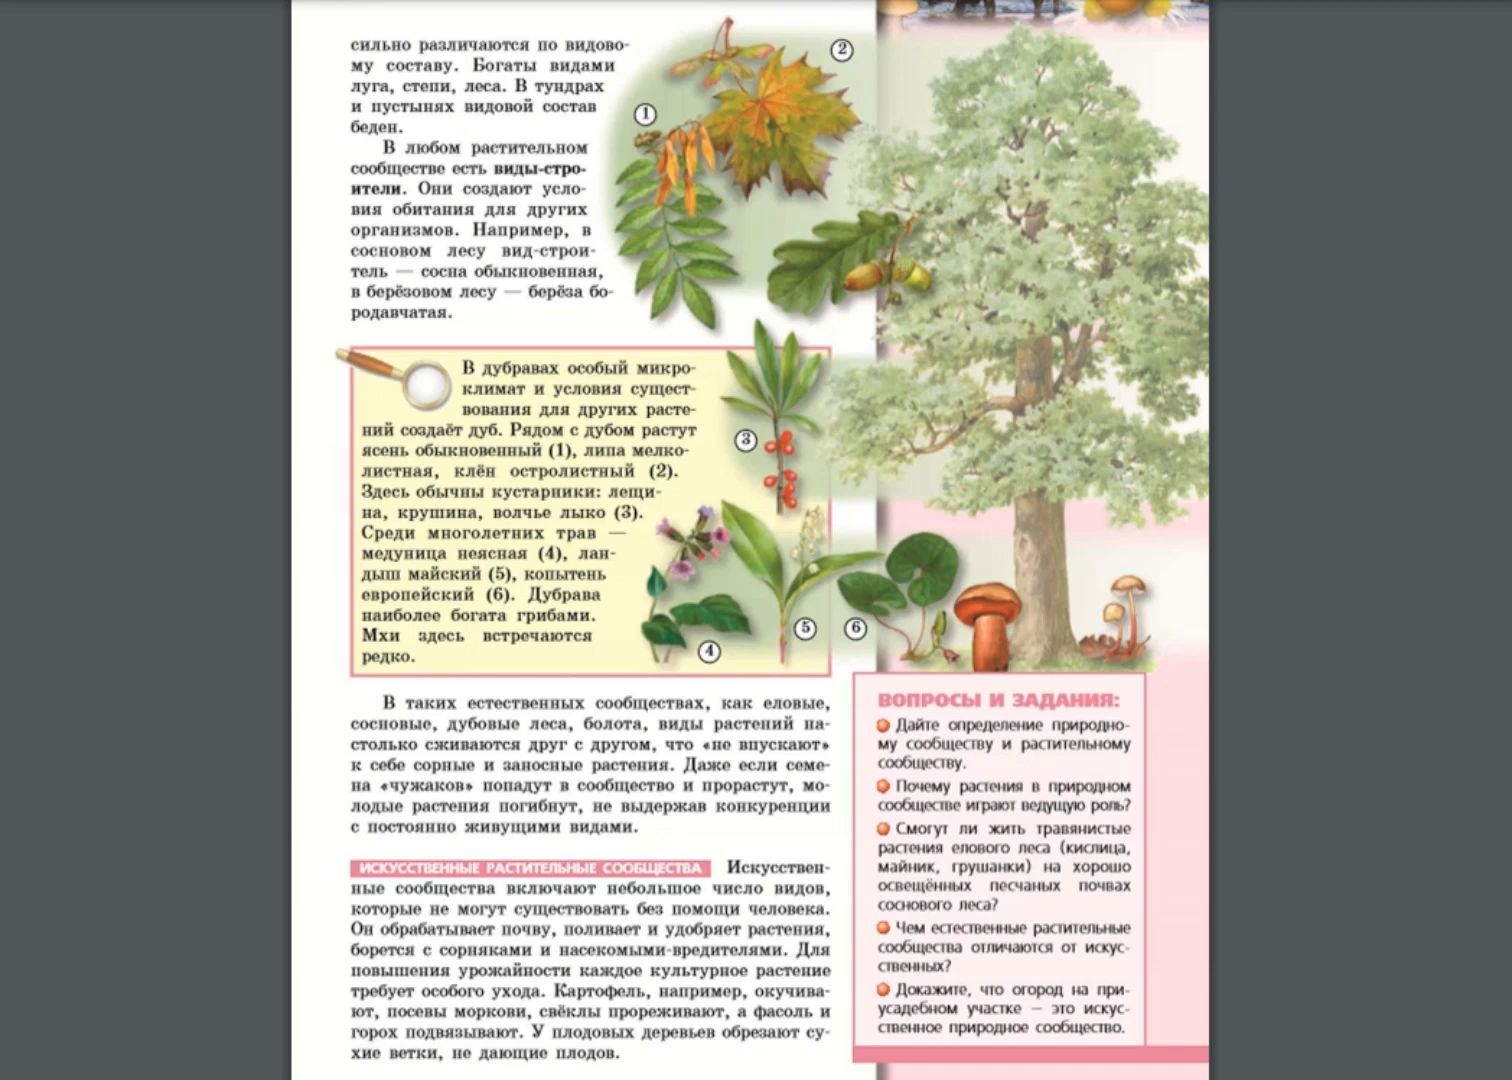 сильно различаются по видово-
му составу. Богаты видами
луга, степи, леса. В тундрах
и пустынях видовой состав
беден.
В любом растительном
сообществе есть виды-стро-
ители. Они создают усло-
вия обитания для других
организмов. Например, в
сосновом лесу вид-строи-
тель — сосна обыкновенная,
в берёзовом лесу — берёза бо-
родавчатая.
1
2
В дубравах особый микро-
климат и условия сущест-
вования для других расте-
ний создаёт дуб. Рядом с дубом растут
ясень обыкновенный (1), липа мелко-
листная, клён остролистный (2).
Здесь обычны кустарники: лещи-
на, крушина, волчье лыко (3).
Среди многолетних трав —
медуница неясная (4), лан-
дыш майский (5), копытень
европейский (6). Дубрава
наиболее богата грибами.
Мхи здесь встречаются
редко.
3
4
5
6
В таких естественных сообществах, как еловые,
сосновые, дубовые леса, болота, виды растений на-
столько сживаются друг с другом, что «не впускают»
к себе сорные и заносные растения. Даже если семе-
на «чужаков» попадут в сообщество и прорастут, мо-
лодые растения погибнут, не выдержав конкуренции
с постоянно живущими видами.
ИСКУССТВЕННЫЕ РАСТИТЕЛЬНЫЕ СООБЩЕСТВА Искусствен-
ные сообщества включают небольшое число видов,
которые не могут существовать без помощи человека.
Он обрабатывает почву, поливает и удобряет растения,
борется с сорняками и насекомыми-вредителями. Для
повышения урожайности каждое культурное растение
требует особого ухода. Картофель, например, окучива-
ют, посевы моркови, свёклы прореживают, а фасоль и
горох подвязывают. У плодовых деревьев обрезают су-
хие ветки, не дающие плодов.
ВОПРОСЫ И ЗАДАНИЯ:
Дайте определение природно-
му сообществу и растительному
сообществу.
Почему растения в природном
сообществе играют ведущую роль?
Смогут ли жить травянистые
растения елового леса (кислица,
майник, грушанки) на хорошо
освещённых песчаных почвах
соснового леса?
Чем естественные растительные
сообщества отличаются от искус-
ственных?
Докажите, что огород на при-
усадебном участке — это искус-
ственное природное сообщество.